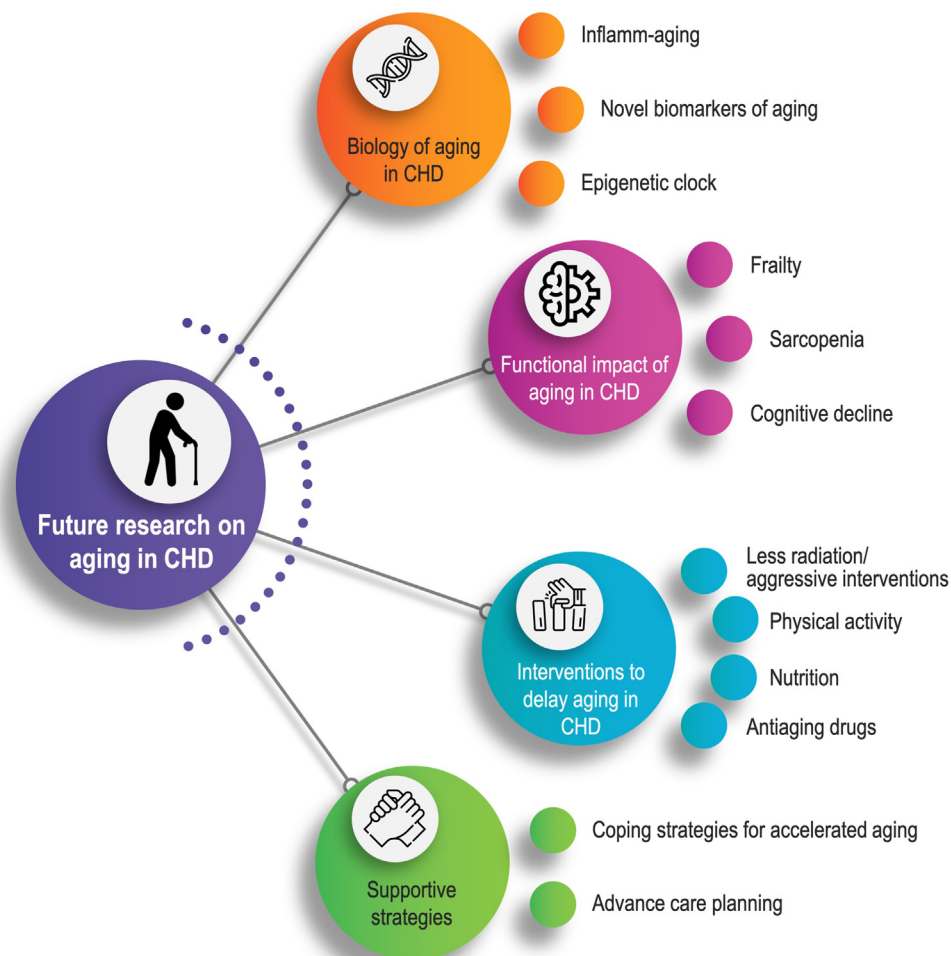 Inflamm-aging
Novel biomarkers of aging
Biology of aging
in CHD
Epigenetic clock
Frailty
Sarcopenia
Functional impact of
aging in CHD
Cognitive decline
Future research on
aging in CHD
Less radiation/
aggressive interventions
Physical activity
Interventions to
delay aging in
CHD
Nutrition
Antiaging drugs
Coping strategies for accelerated aging
Supportive
strategies
Advance care planning